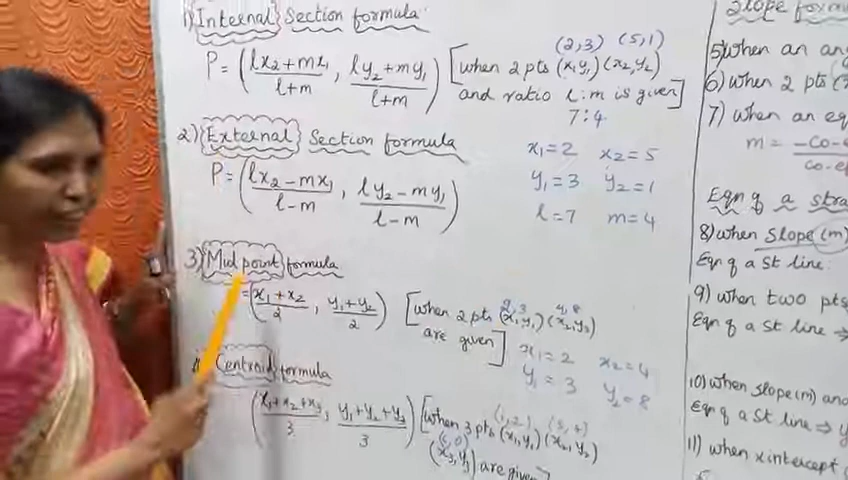 1) Internal Section formula
P = (lx2+mx1/l+m, ly2+my1/l+m) [when 2 pts (x1y1) (x2,y2)
(2,3) (5,1)
and ratio l:m is given]
7:4
2) External Section formula
P = (lx2-mx1/l-m, ly2-my1/l-m)
x1=2 x2=5
y1=3 y2=1
l=7 m=4
3) Mid point formula
= (x1+x2/2, y1+y2/2) [when 2 pts (x1,y1) (x2,y2)
2,3 4,8
are given]
x1=2 x2=4
y1=3 y2=8
Centroid formula
(x1+x2+x3/3, y1+y2+y3/3) [when 3 pts (x1,y1) (x2,y2)
(x3,y3) are given]
Slope
5) when an
6) when 2 pts
7) when an
m = -co-e
co-e
Eqn of a
8) when slope (m)
Eqn of a st line
9) when two pts
Eqn of a st line ⇒
10) when slope(m) and
Eqn of a st line ⇒ y
11) when x intercept